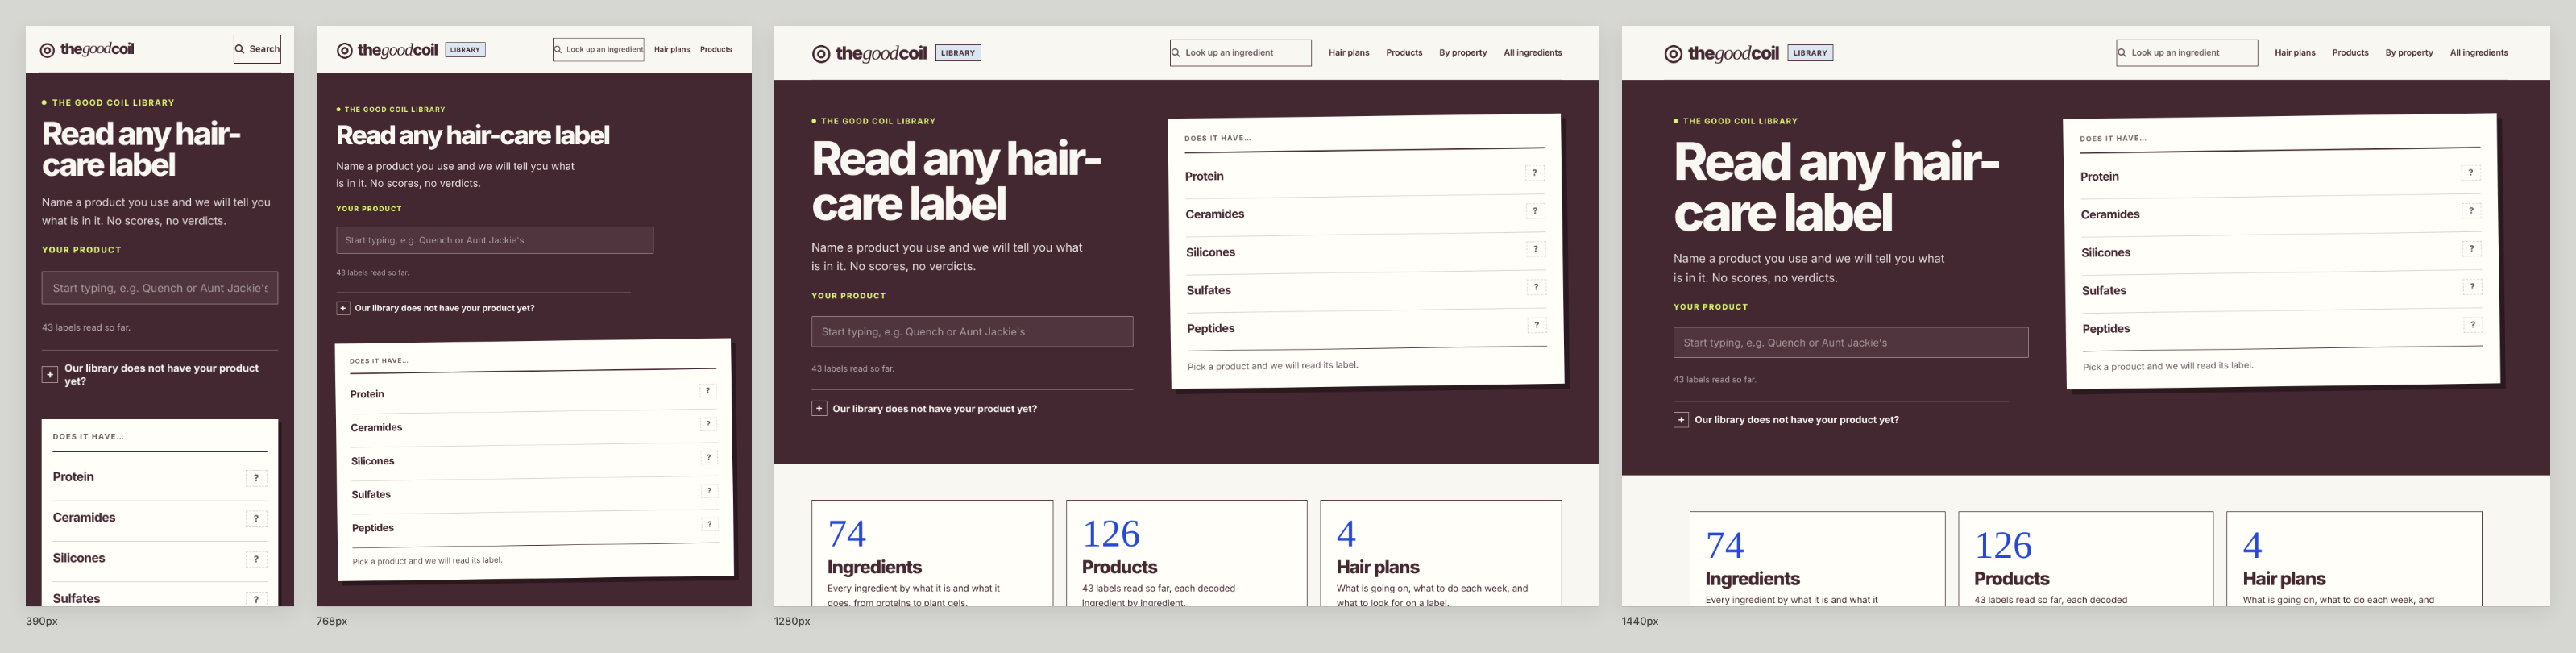 thegoodcoil
Search
THE GOOD COIL LIBRARY
Read any hair-
care label
Name a product you use and we will tell you
what is in it. No scores, no verdicts.
YOUR PRODUCT
Start typing, e.g. Quench or Aunt Jackie's
43 labels read so far.
+ Our library does not have your product
yet?
DOES IT HAVE...
Protein ?
Ceramides ?
Silicones ?
Sulfates ?
390px
thegoodcoil LIBRARY
Look up an ingredient Hair plans Products
THE GOOD COIL LIBRARY
Read any hair-care label
Name a product you use and we will tell you what
is in it. No scores, no verdicts.
YOUR PRODUCT
Start typing, e.g. Quench or Aunt Jackie's
43 labels read so far.
+ Our library does not have your product yet?
DOES IT HAVE...
Protein ?
Ceramides ?
Silicones ?
Sulfates ?
Peptides ?
Pick a product and we will read its label.
768px
thegoodcoil LIBRARY
Look up an ingredient Hair plans Products By property All ingredients
THE GOOD COIL LIBRARY
Read any hair-
care label
Name a product you use and we will tell you what
is in it. No scores, no verdicts.
YOUR PRODUCT
Start typing, e.g. Quench or Aunt Jackie's
43 labels read so far.
+ Our library does not have your product yet?
DOES IT HAVE...
Protein ?
Ceramides ?
Silicones ?
Sulfates ?
Peptides ?
Pick a product and we will read its label.
74
Ingredients
Every ingredient by what it is and what it
does, from proteins to plant gels.
126
Products
43 labels read so far, each decoded
ingredient by ingredient.
4
Hair plans
What is going on, what to do each week, and
what to look for on a label.
1280px
thegoodcoil LIBRARY
Look up an ingredient Hair plans Products By property All ingredients
THE GOOD COIL LIBRARY
Read any hair-
care label
Name a product you use and we will tell you what
is in it. No scores, no verdicts.
YOUR PRODUCT
Start typing, e.g. Quench or Aunt Jackie's
43 labels read so far.
+ Our library does not have your product yet?
DOES IT HAVE...
Protein ?
Ceramides ?
Silicones ?
Sulfates ?
Peptides ?
Pick a product and we will read its label.
74
Ingredients
Every ingredient by what it is and what it
126
Products
43 labels read so far, each decoded
4
Hair plans
What is going on, what to do each week, and
1440px